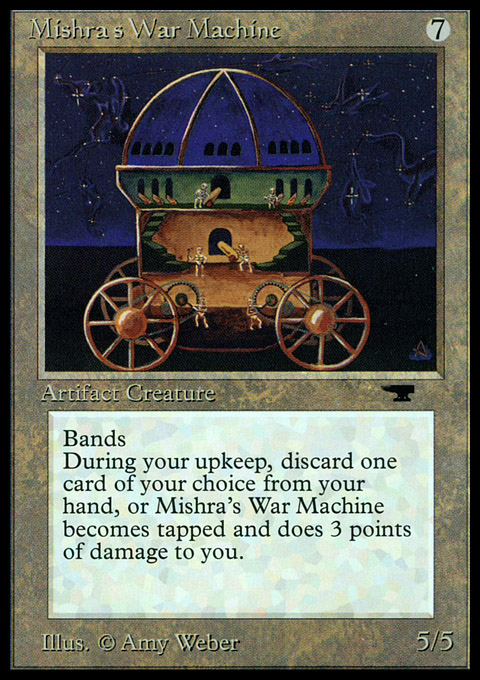 Mishra's War Machine 7
Artifact Creature
Bands
During your upkeep, discard one
card of your choice from your
hand, or Mishra's War Machine
becomes tapped and does 3 points
of damage to you.
Illus. © Amy Weber 5/5